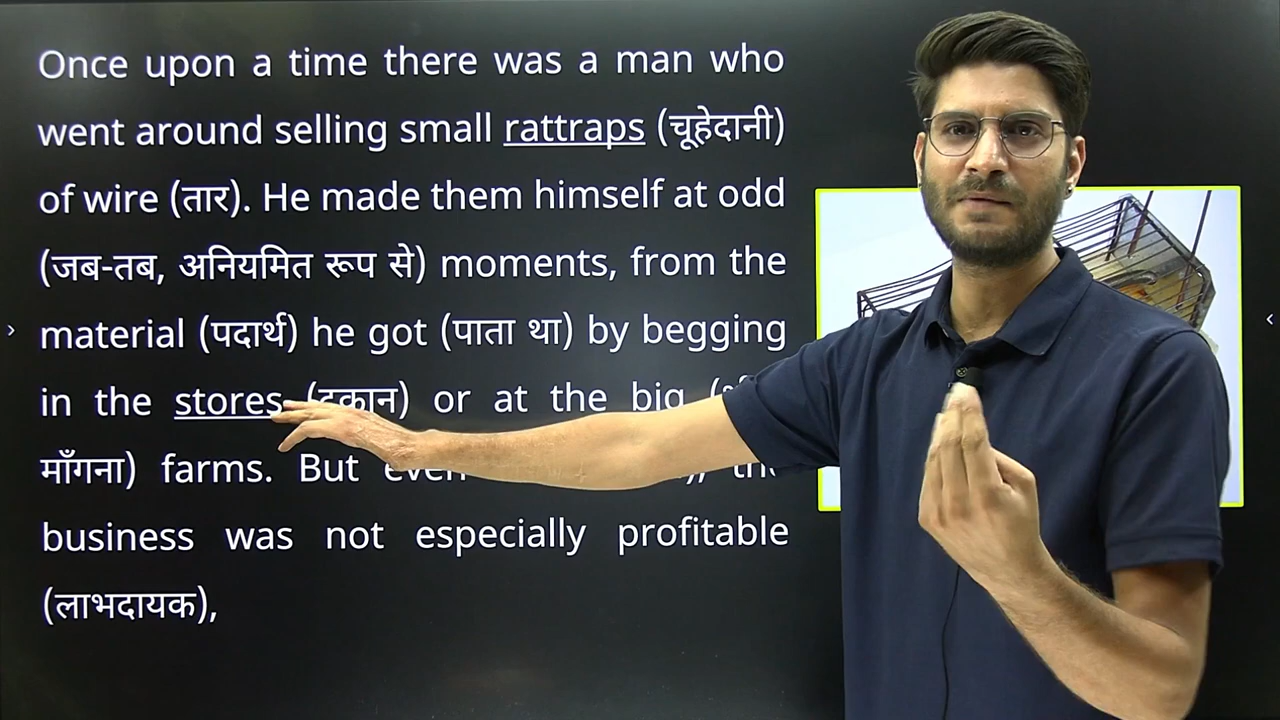 Once upon a time there was a man who
went around selling small rattraps (चूहेदानी)
of wire (तार). He made them himself at odd
(जब-तब, अनियमित रूप से) moments, from the
material (पदार्थ) he got (पाता था) by begging
in the stores (दुकान) or at the big
माँगना) farms. But even
business was not especially profitable
(लाभदायक),